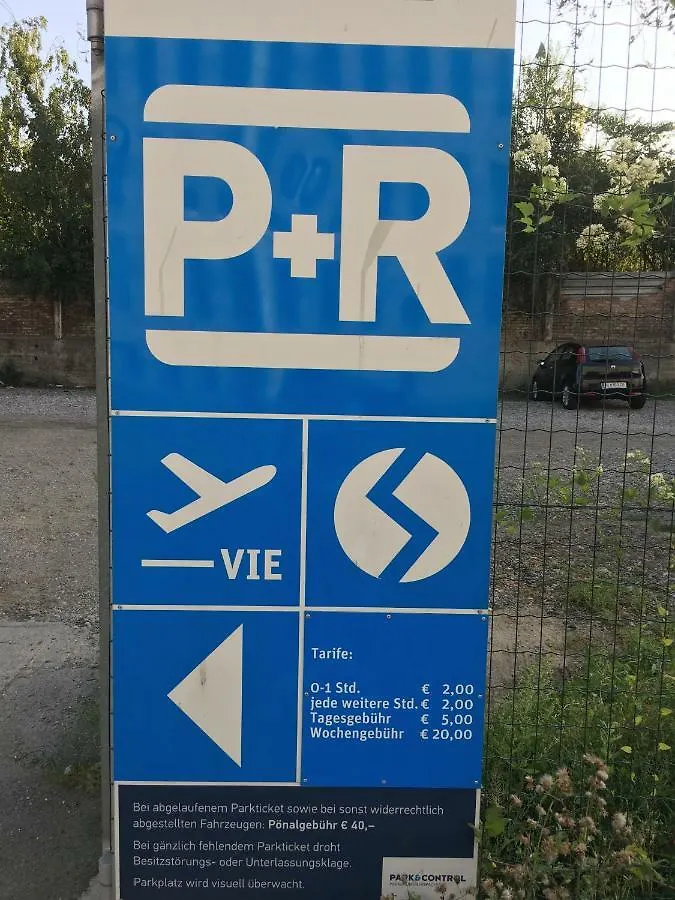 P+R
VIE
Tarife:
0-1 Std. € 2,00
jede weitere Std. € 2,00
Tagesgebühr € 5,00
Wochengebühr € 20,00
Bei abgelaufenem Parkticket sowie bei sonst widerrechtlich
abgestellten Fahrzeugen: Pönalgebühr € 40,–
Bei gänzlich fehlendem Parkticket droht
Besitzstörungs- oder Unterlassungsklage.
Parkplatz wird visuell überwacht.
PARK&CONTROL